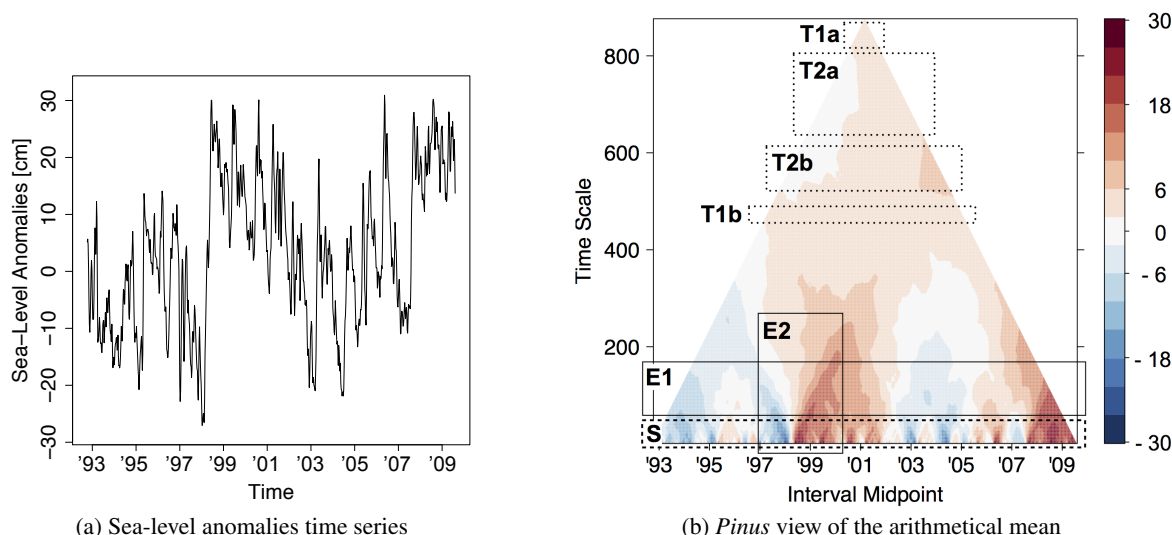 Sea-Level Anomalies [cm]
30
20
10
0
−10
−20
−30
'93 '95 '97 '99 '01 '03 '05 '07 '09
Time
(a) Sea-level anomalies time series
Time Scale
800
600
400
200
T1a
T2a
T2b
T1b
E2
E1
S
'93 '95 '97 '99 '01 '03 '05 '07 '09
Interval Midpoint
30
18
6
0
- 6
- 18
- 30
(b) Pinus view of the arithmetical mean